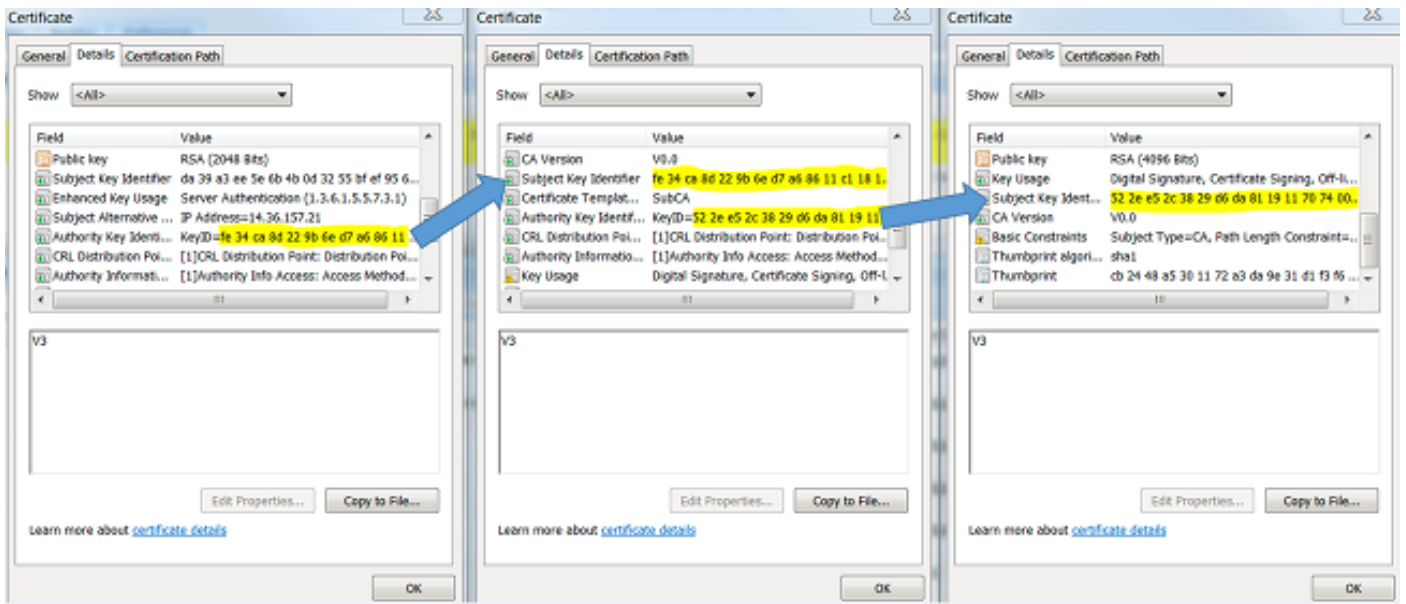 Certificate
General Details Certification Path
Show <All>
Field Value
Public key RSA (2048 Bits)
Subject Key Identifier da 39 a3 ee 5e 6b 4b 0d 32 55 bf ef 95 6...
Enhanced Key Usage Server Authentication (1.3.6.1.5.5.7.3.1)
Subject Alternative ... IP Address=14.36.157.21
Authority Key Identi... KeyID=fe 34 ca 8d 22 9b 6e d7 a6 86 11 ...
CRL Distribution Poi... [1]CRL Distribution Point: Distribution Poi...
Authority Informati... [1]Authority Info Access: Access Method...
V3
Edit Properties... Copy to File...
Learn more about certificate details
OK
Certificate
General Details Certification Path
Show <All>
Field Value
CA Version V0.0
Subject Key Identifier fe 34 ca 8d 22 9b 6e d7 a6 86 11 c1 18 1...
Certificate Templat... SubCA
Authority Key Identif... KeyID=52 2e e5 2c 38 29 d6 da 81 19 11
CRL Distribution Poi... [1]CRL Distribution Point: Distribution Poi...
Authority Informatio... [1]Authority Info Access: Access Method...
Key Usage Digital Signature, Certificate Signing, Off-l...
V3
Edit Properties... Copy to File...
Learn more about certificate details
OK
Certificate
General Details Certification Path
Show <All>
Field Value
Public key RSA (4096 Bits)
Key Usage Digital Signature, Certificate Signing, Off-li...
Subject Key Ident... 52 2e e5 2c 38 29 d6 da 81 19 11 70 74 00...
CA Version V0.0
Basic Constraints Subject Type=CA, Path Length Constraint=...
Thumbprint algori... sha1
Thumbprint cb 24 48 a5 30 11 72 a3 da 9e 31 d1 f3 f6 ...
V3
Edit Properties... Copy to File...
Learn more about certificate details
OK